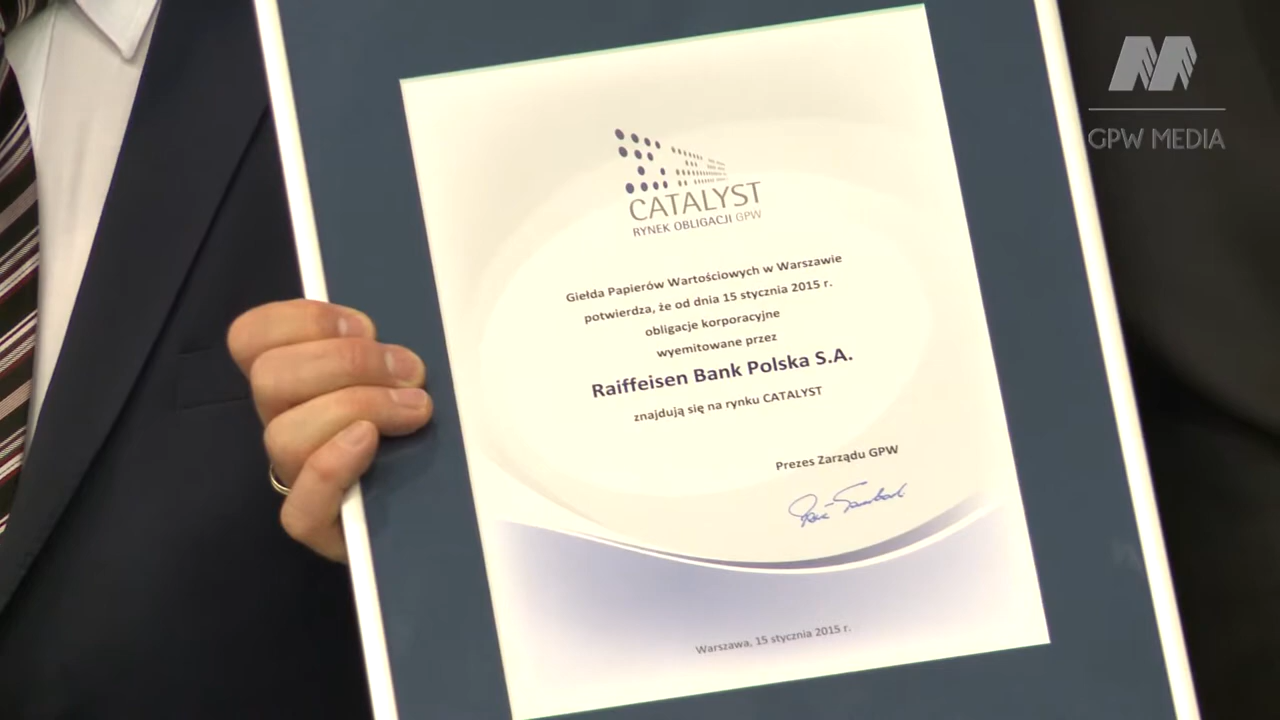 GPW MEDIA
CATALYST
RYNEK OBLIGACJI GPW
Giełda Papierów Wartościowych w Warszawie
potwierdza, że od dnia 15 stycznia 2015 r.
obligacje korporacyjne
wyemitowane przez
Raiffeisen Bank Polska S.A.
znajdują się na rynku CATALYST
Prezes Zarządu GPW
Warszawa, 15 stycznia 2015 r.